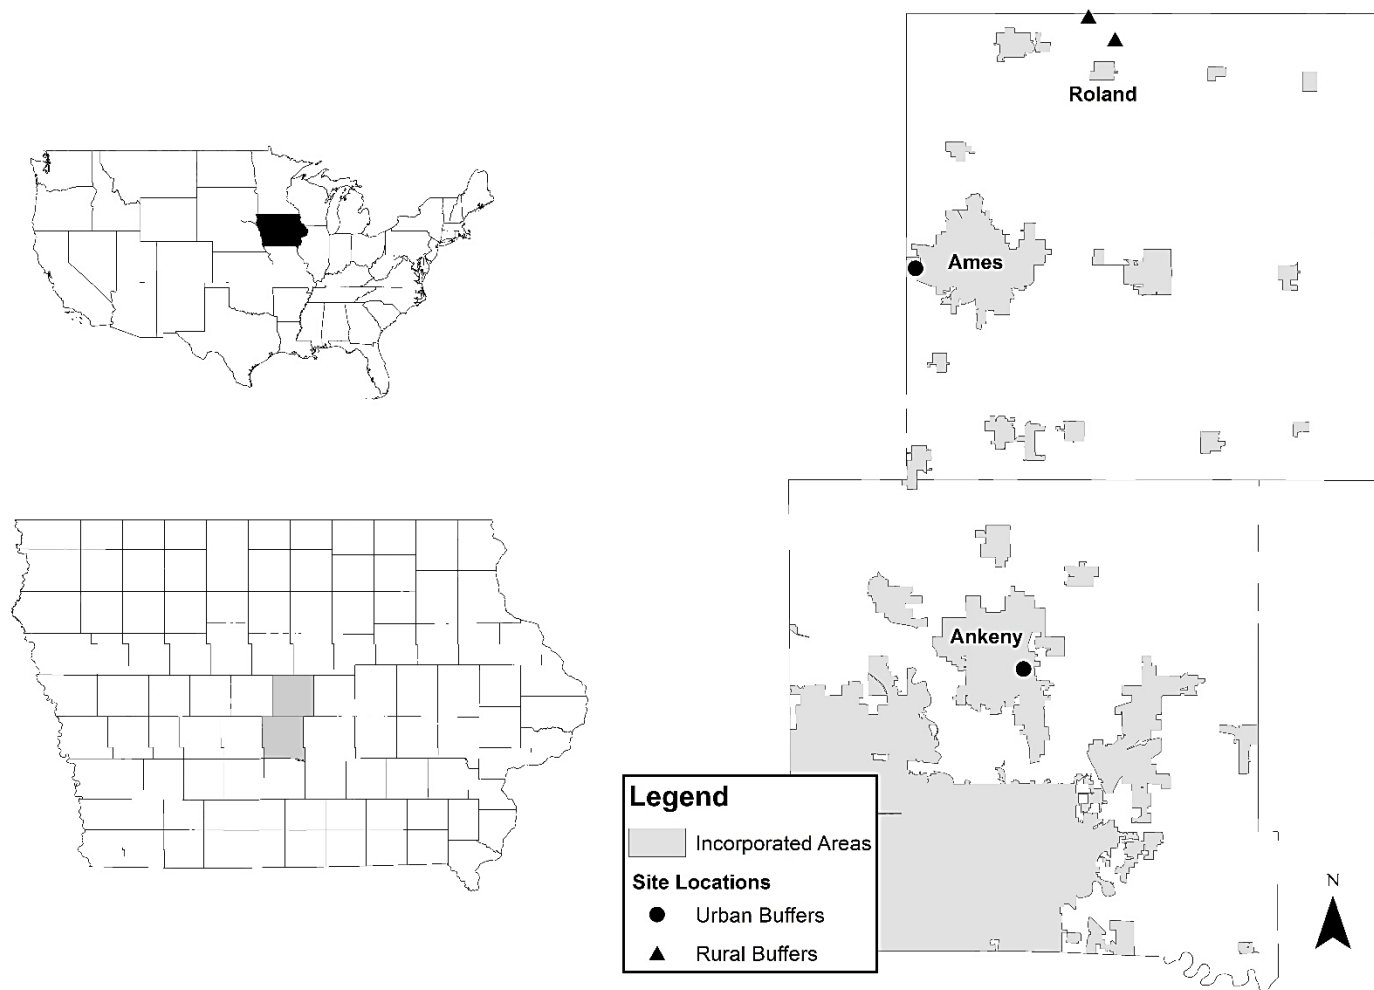 Roland
Ames
Ankeny
Legend
Incorporated Areas
Site Locations
Urban Buffers
Rural Buffers
N